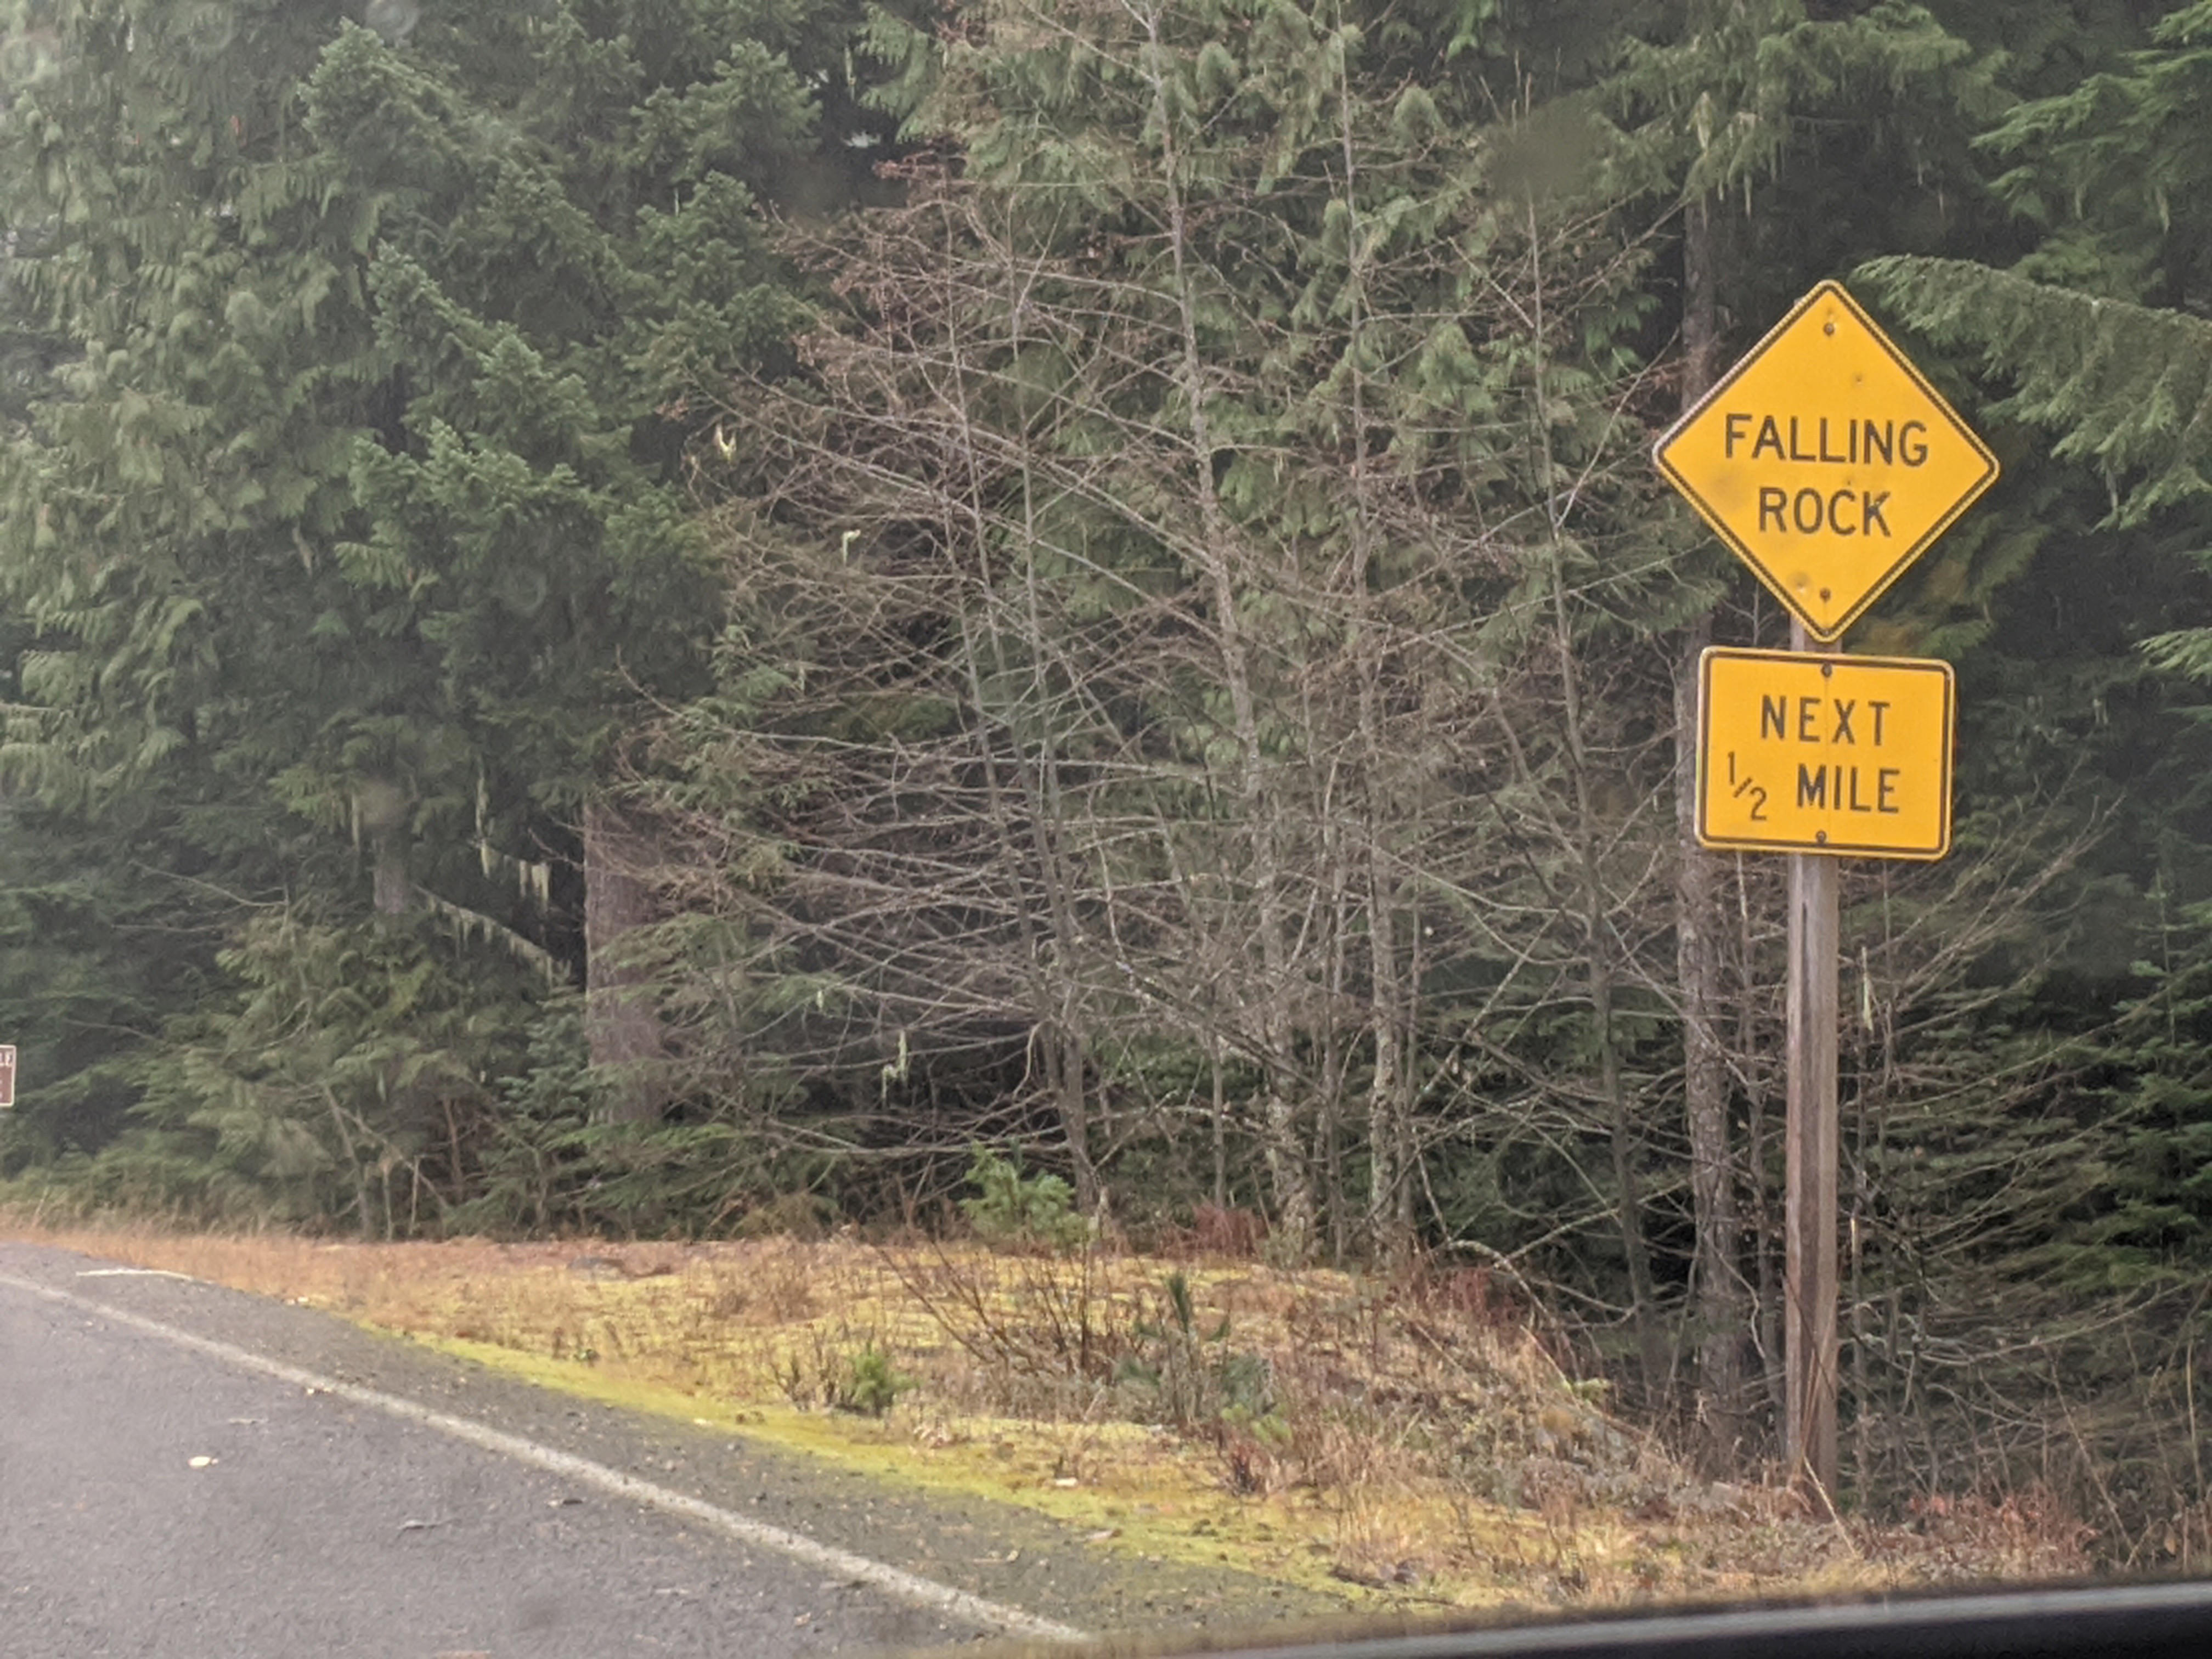 FALLING
ROCK
NEXT
1/2 MILE